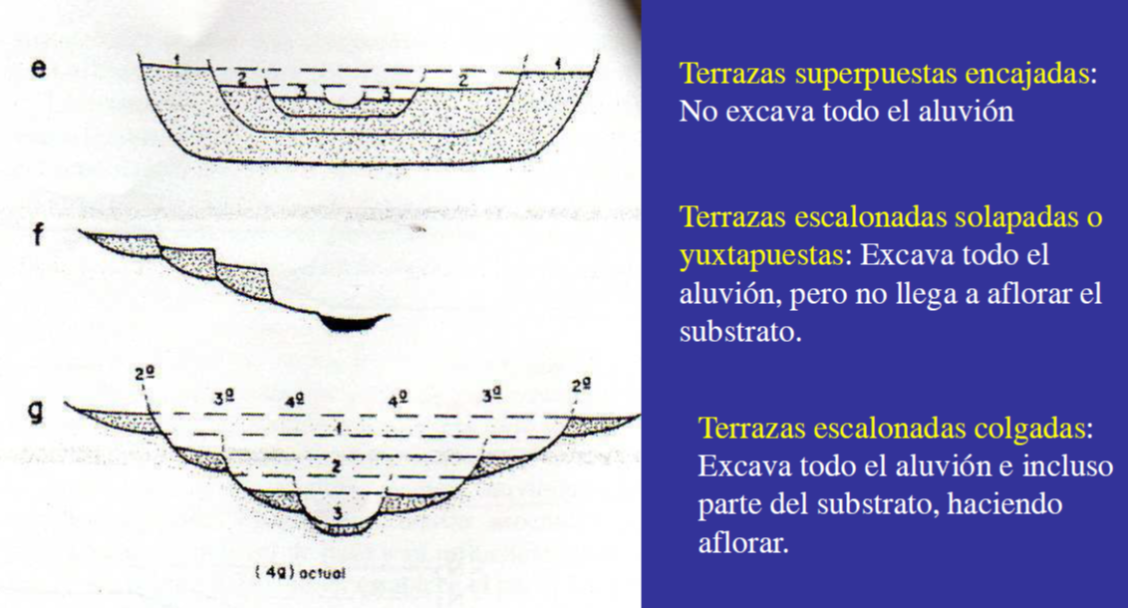 e
1 1
2 2
3 3
Terrazas superpuestas encajadas:
No excava todo el aluvión
f
Terrazas escalonadas solapadas o
yuxtapuestas: Excava todo el
aluvión, pero no llega a aflorar el
substrato.
g
2º 3º 4º 4º 3º 2º
1
2
3
(4º) actual
Terrazas escalonadas colgadas:
Excava todo el aluvión e incluso
parte del substrato, haciendo
aflorar.